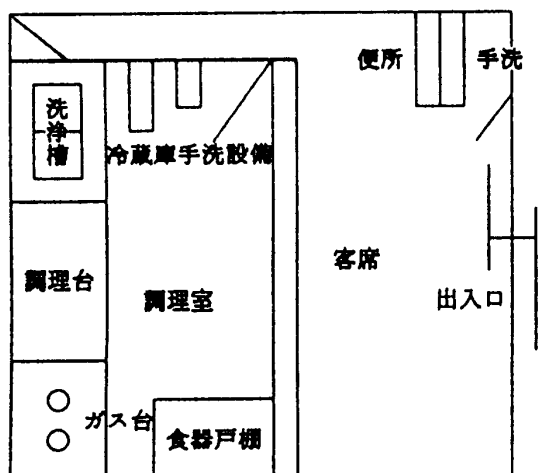 便所
手洗
洗浄槽
冷蔵庫手洗設備
客席
調理台
調理室
出入口
ガス台
食器戸棚